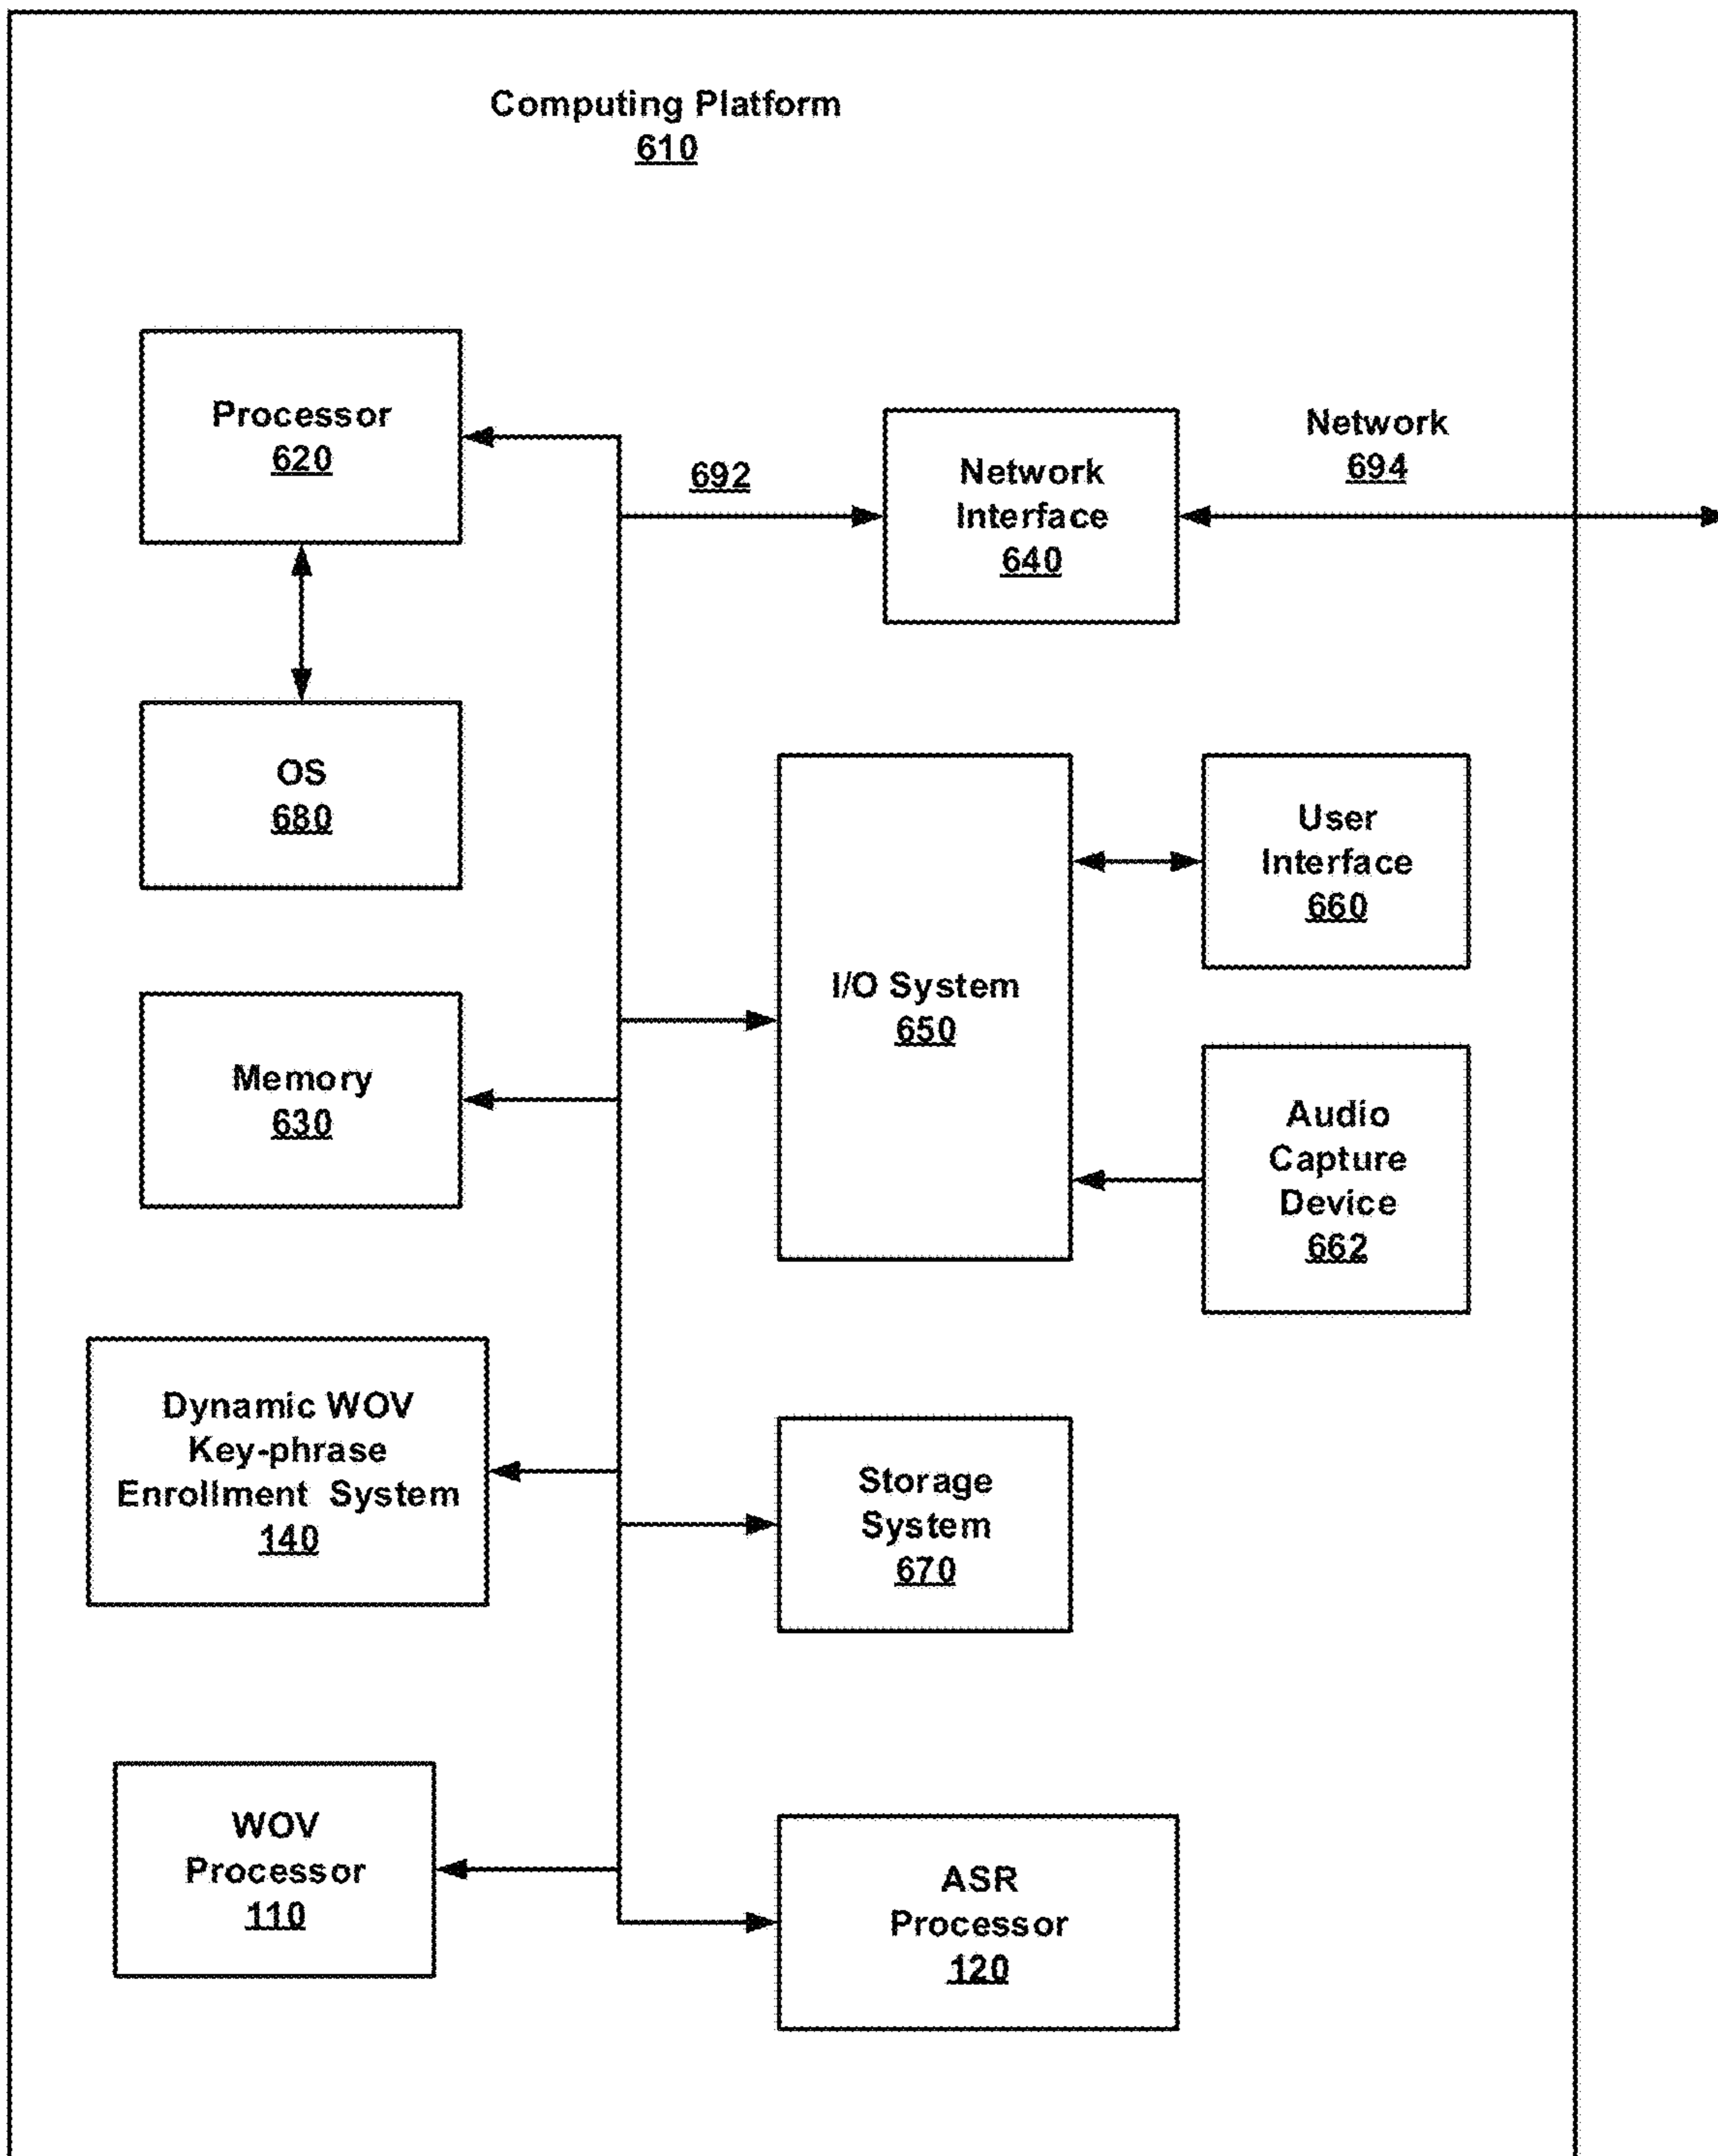 Computing Platform
610
Processor
620
692
Network
Interface
640
Network
694
OS
680
User
Interface
660
I/O System
650
Memory
630
Audio
Capture
Device
662
Dynamic WOV
Key-phrase
Enrollment System
140
Storage
System
670
WOV
Processor
110
ASR
Processor
120